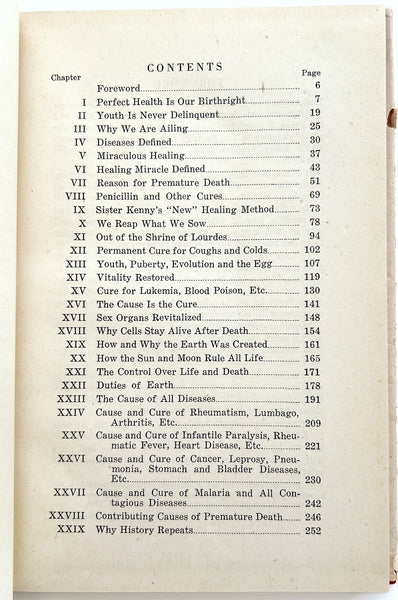 CONTENTS
Chapter Page
Foreword 6
I Perfect Health Is Our Birthright 7
II Youth Is Never Delinquent 19
III Why We Are Ailing 25
IV Diseases Defined 30
V Miraculous Healing 37
VI Healing Miracle Defined 43
VII Reason for Premature Death 51
VIII Penicillin and Other Cures 69
IX Sister Kenny's "New" Healing Method 73
X We Reap What We Sow 78
XI Out of the Shrine of Lourdes 94
XII Permanent Cure for Coughs and Colds 102
XIII Youth, Puberty, Evolution and the Egg 107
XIV Vitality Restored 119
XV Cure for Lukemia, Blood Poison, Etc. 130
XVI The Cause Is the Cure 141
XVII Sex Organs Revitalized 148
XVIII Why Cells Stay Alive After Death 154
XIX How and Why the Earth Was Created 161
XX How the Sun and Moon Rule All Life 165
XXI The Control Over Life and Death 171
XXII Duties of Earth 178
XXIII The Cause of All Diseases 191
XXIV Cause and Cure of Rheumatism, Lumbago,
Arthritis, Etc. 209
XXV Cause and Cure of Infantile Paralysis, Rheu-
matic Fever, Heart Disease, Etc. 221
XXVI Cause and Cure of Cancer, Leprosy, Pneu-
monia, Stomach and Bladder Diseases,
Etc. 230
XXVII Cause and Cure of Malaria and All Con-
tagious Diseases 242
XXVIII Contributing Causes of Premature Death 246
XXIX Why History Repeats 252